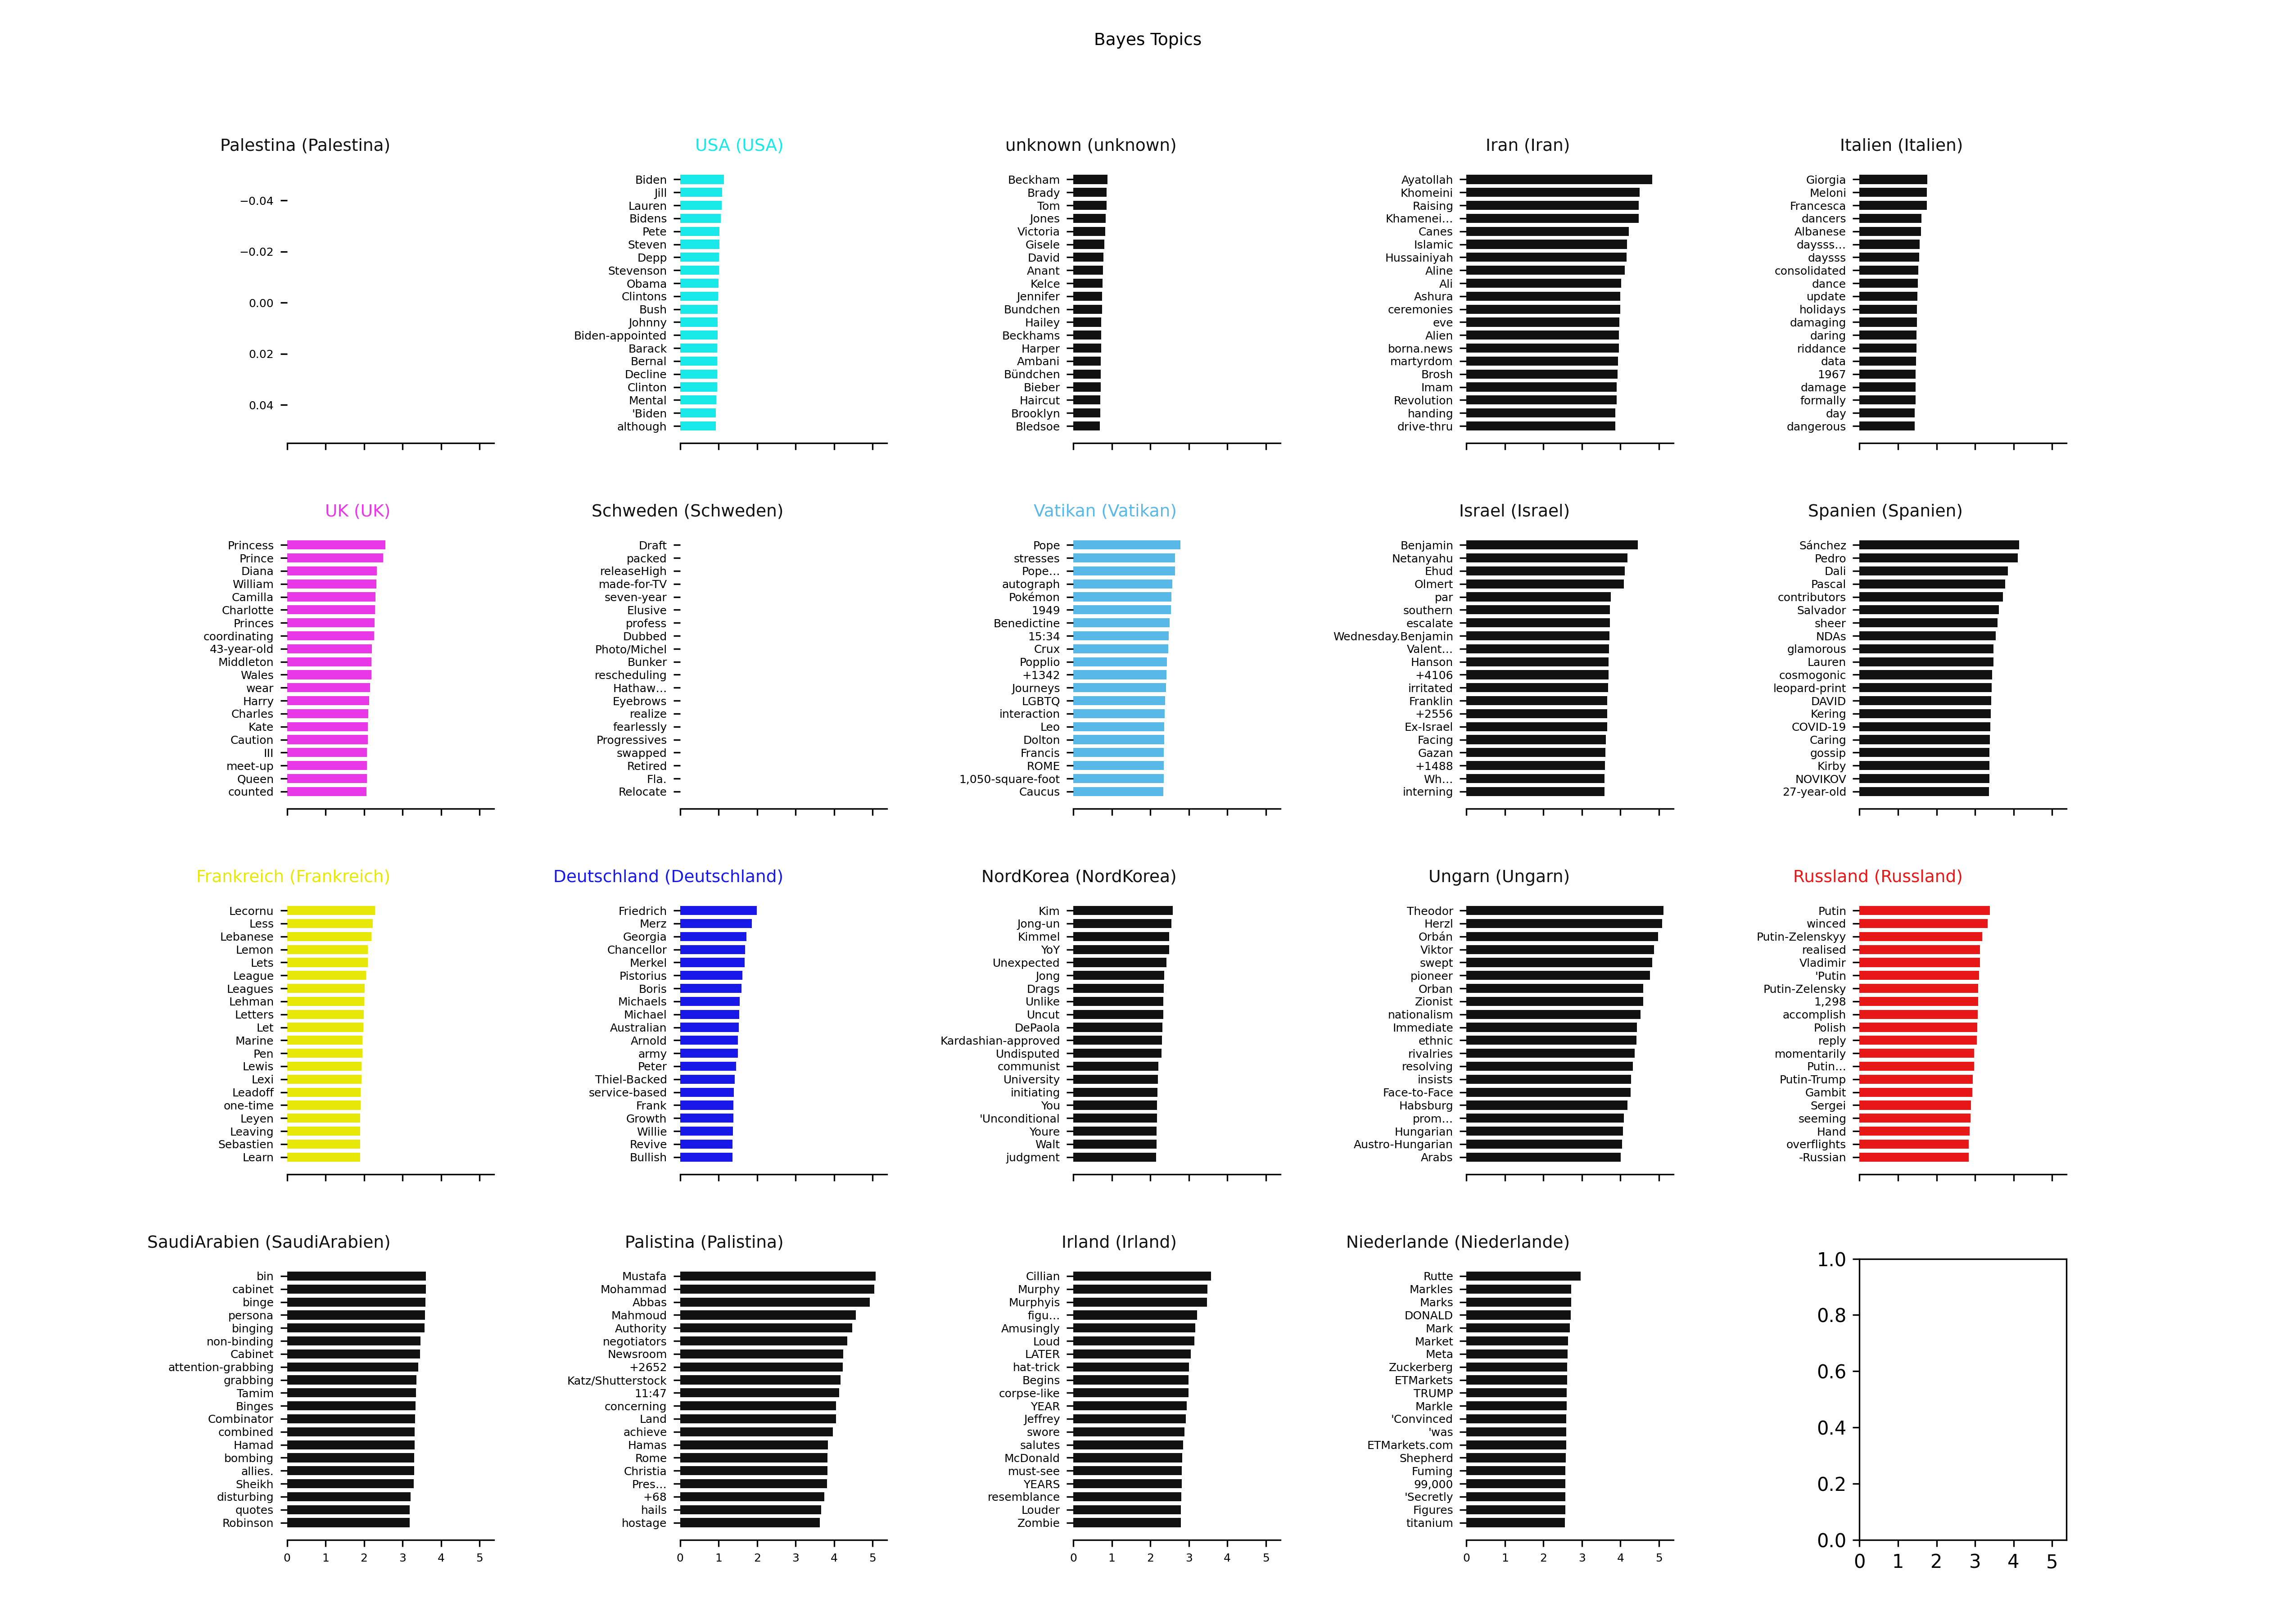 Bayes Topics
Palestina (Palestina)
−0.04
−0.02
0.00
0.02
0.04
USA (USA)
Biden
Jill
Lauren
Bidens
Pete
Steven
Depp
Stevenson
Obama
Clintons
Bush
Johnny
Biden-appointed
Barack
Bernal
Decline
Clinton
Mental
'Biden
although
unknown (unknown)
Beckham
Brady
Tom
Jones
Victoria
Gisele
David
Anant
Kelce
Jennifer
Bundchen
Hailey
Beckhams
Harper
Ambani
Bündchen
Bieber
Haircut
Brooklyn
Bledsoe
Iran (Iran)
Ayatollah
Khomeini
Raising
Khamenei…
Canes
Islamic
Hussainiyah
Aline
Ali
Ashura
ceremonies
eve
Alien
borna.news
martyrdom
Brosh
Imam
Revolution
handing
drive-thru
Italien (Italien)
Giorgia
Meloni
Francesca
dancers
Albanese
daysss…
daysss
consolidated
dance
update
holidays
damaging
daring
riddance
data
1967
damage
formally
day
dangerous
UK (UK)
Princess
Prince
Diana
William
Camilla
Charlotte
Princes
coordinating
43-year-old
Middleton
Wales
wear
Harry
Charles
Kate
Caution
III
meet-up
Queen
counted
Schweden (Schweden)
Draft
packed
releaseHigh
made-for-TV
seven-year
Elusive
profess
Dubbed
Photo/Michel
Bunker
rescheduling
Hathaw…
Eyebrows
realize
fearlessly
Progressives
swapped
Retired
Fla.
Relocate
Vatikan (Vatikan)
Pope
stresses
Pope…
autograph
Pokémon
1949
Benedictine
15:34
Crux
Popplio
+1342
Journeys
LGBTQ
interaction
Leo
Dolton
Francis
ROME
1,050-square-foot
Caucus
Israel (Israel)
Benjamin
Netanyahu
Ehud
Olmert
par
southern
escalate
Wednesday.Benjamin
Valent…
Hanson
+4106
irritated
Franklin
+2556
Ex-Israel
Facing
Gazan
+1488
Wh…
interning
Spanien (Spanien)
Sánchez
Pedro
Dali
Pascal
contributors
Salvador
sheer
NDAs
glamorous
Lauren
cosmogonic
leopard-print
DAVID
Kering
COVID-19
Caring
gossip
Kirby
NOVIKOV
27-year-old
Frankreich (Frankreich)
Lecornu
Less
Lebanese
Lemon
Lets
League
Leagues
Lehman
Letters
Let
Marine
Pen
Lewis
Lexi
Leadoff
one-time
Leyen
Leaving
Sebastien
Learn
Deutschland (Deutschland)
Friedrich
Merz
Georgia
Chancellor
Merkel
Pistorius
Boris
Michaels
Michael
Australian
Arnold
army
Peter
Thiel-Backed
service-based
Frank
Growth
Willie
Revive
Bullish
NordKorea (NordKorea)
Kim
Jong-un
Kimmel
YoY
Unexpected
Jong
Drags
Unlike
Uncut
DePaola
Kardashian-approved
Undisputed
communist
University
initiating
You
'Unconditional
Youre
Walt
judgment
Ungarn (Ungarn)
Theodor
Herzl
Orbán
Viktor
swept
pioneer
Orban
Zionist
nationalism
Immediate
ethnic
rivalries
resolving
insists
Face-to-Face
Habsburg
prom…
Hungarian
Austro-Hungarian
Arabs
Russland (Russland)
Putin
winced
Putin-Zelenskyy
realised
Vladimir
'Putin
Putin-Zelensky
1,298
accomplish
Polish
reply
momentarily
Putin…
Putin-Trump
Gambit
Sergei
seeming
Hand
overflights
-Russian
SaudiArabien (SaudiArabien)
bin
cabinet
binge
persona
binging
non-binding
Cabinet
attention-grabbing
grabbing
Tamim
Binges
Combinator
combined
Hamad
bombing
allies.
Sheikh
disturbing
quotes
Robinson
0 1 2 3 4 5
Palistina (Palistina)
Mustafa
Mohammad
Abbas
Mahmoud
Authority
negotiators
Newsroom
+2652
Katz/Shutterstock
11:47
concerning
Land
achieve
Hamas
Rome
Christia
Pres…
+68
hails
hostage
0 1 2 3 4 5
Irland (Irland)
Cillian
Murphy
Murphyis
figu…
Amusingly
Loud
LATER
hat-trick
Begins
corpse-like
YEAR
Jeffrey
swore
salutes
McDonald
must-see
YEARS
resemblance
Louder
Zombie
0 1 2 3 4 5
Niederlande (Niederlande)
Rutte
Markles
Marks
DONALD
Mark
Market
Meta
Zuckerberg
ETMarkets
TRUMP
Markle
'Convinced
'was
ETMarkets.com
Shepherd
Fuming
99,000
'Secretly
Figures
titanium
0 1 2 3 4 5
1.0
0.8
0.6
0.4
0.2
0.0
0 1 2 3 4 5